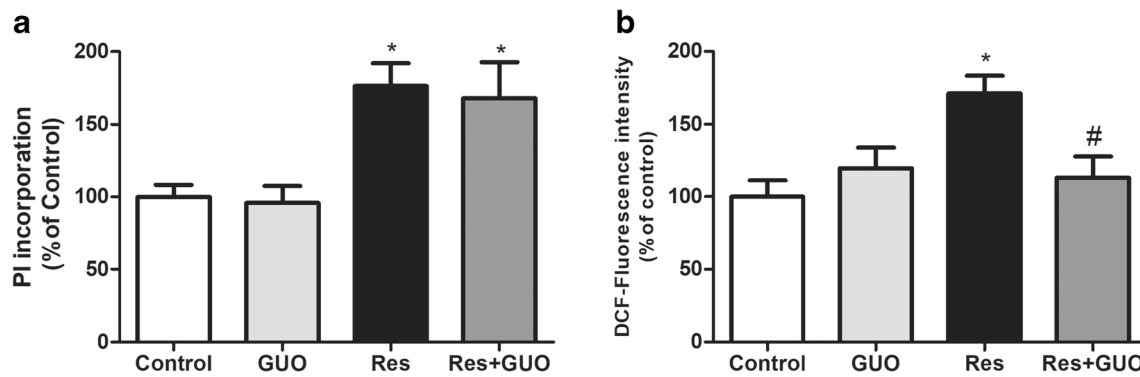 a
PI incorporation
(% of Control)
200
150
100
50
0
*
*
Control GUO Res Res+GUO
b
DCF-Fluorescence intensity
(% of control)
200
150
100
50
0
*
#
Control GUO Res Res+GUO